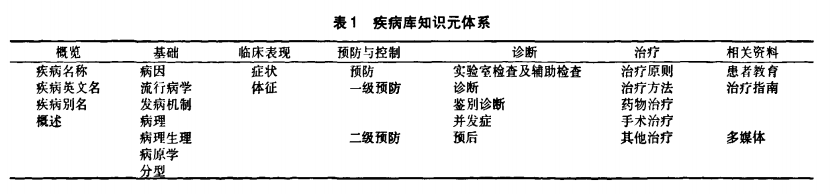 表1 疾病库知识元体系
概览 基础 临床表现 预防与控制 诊断 治疗 相关资料
疾病名称 病因 症状 预防 实验室检查及辅助检查 治疗原则 患者教育
疾病英文名 流行病学 体征 一级预防 诊断 治疗方法 治疗指南
疾病别名 发病机制 鉴别诊断 药物治疗
概述 病理 并发症 手术治疗
病理生理 二级预防 预后 其他治疗 多媒体
病原学
分型